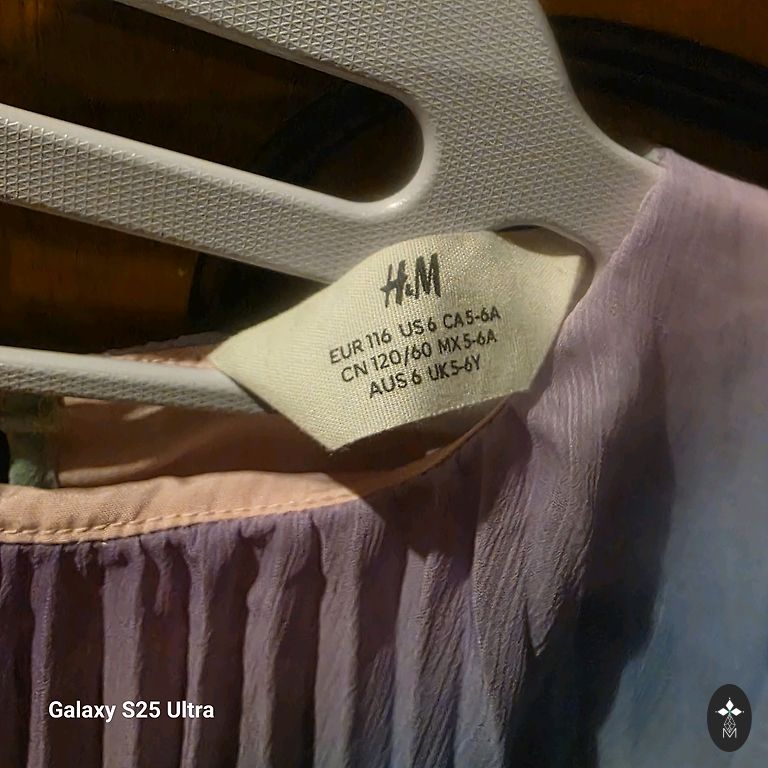 H&M
EUR 116 US 6 CA 5-6A
CN 120/60 MX 5-6A
AUS 6 UK 5-6Y
Galaxy S25 Ultra
M